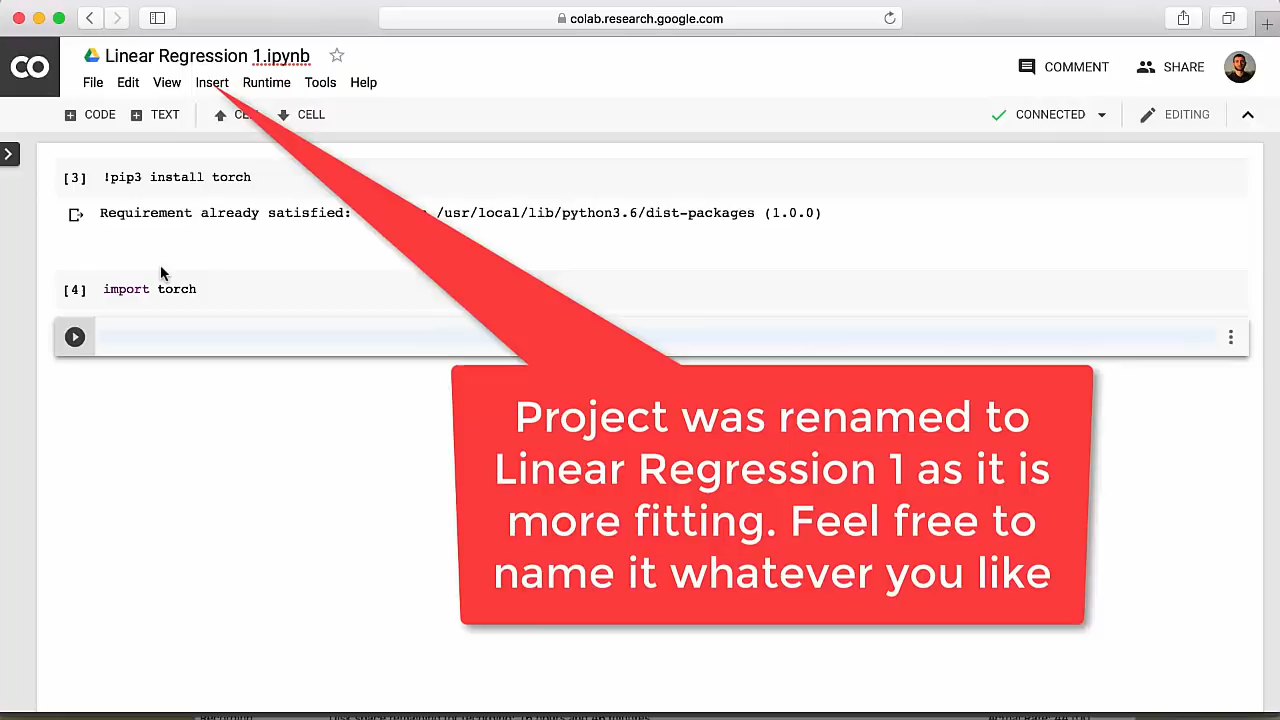 colab.research.google.com
CO
Linear Regression 1.ipynb
File Edit View Insert Runtime Tools Help
COMMENT
SHARE
CODE
TEXT
CELL
CONNECTED
EDITING
[3] !pip3 install torch
Requirement already satisfied: /usr/local/lib/python3.6/dist-packages (1.0.0)
[4] import torch
Project was renamed to
Linear Regression 1 as it is
more fitting. Feel free to
name it whatever you like